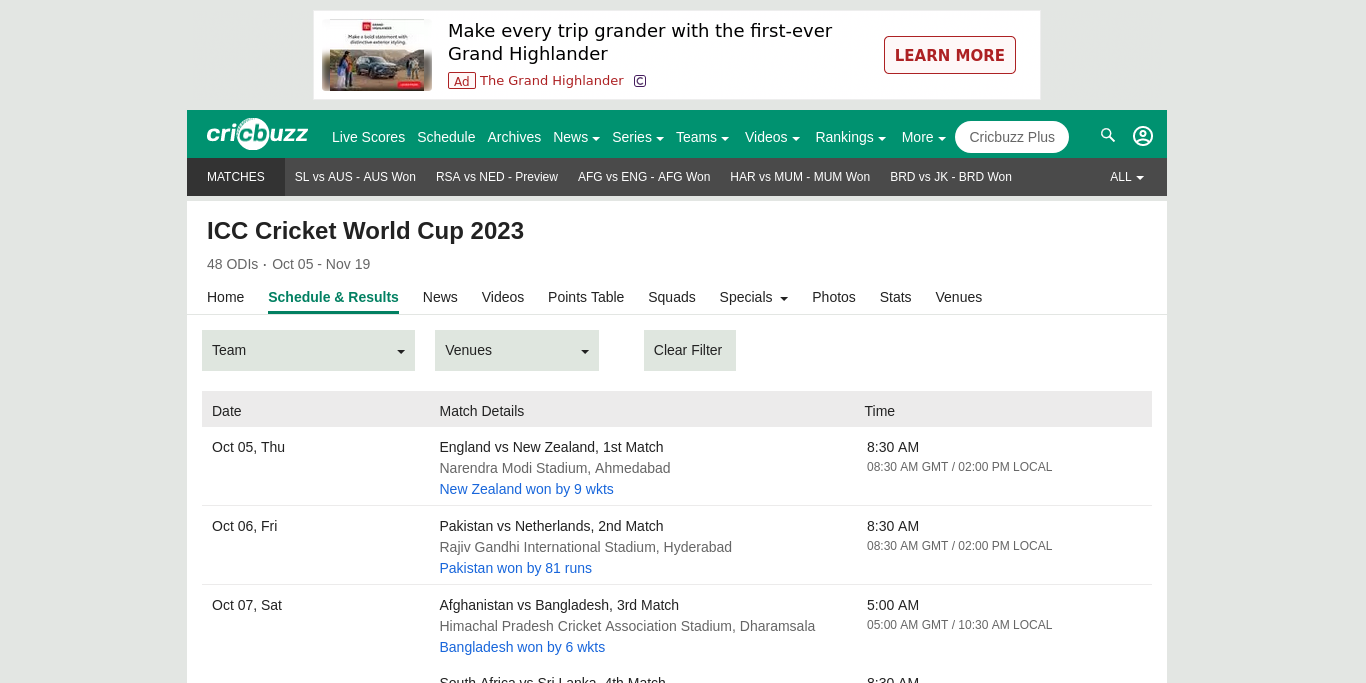 GRAND HIGHLANDER
Make a bold statement with
distinctive exterior styling.
Make every trip grander with the first-ever
Grand Highlander
Ad The Grand Highlander
LEARN MORE
cricbuzz Live Scores Schedule Archives News Series Teams Videos Rankings More Cricbuzz Plus
MATCHES SL vs AUS - AUS Won RSA vs NED - Preview AFG vs ENG - AFG Won HAR vs MUM - MUM Won BRD vs JK - BRD Won ALL
ICC Cricket World Cup 2023
48 ODIs · Oct 05 - Nov 19
Home Schedule & Results News Videos Points Table Squads Specials Photos Stats Venues
Team Venues Clear Filter
Date Match Details Time
Oct 05, Thu England vs New Zealand, 1st Match 8:30 AM
Narendra Modi Stadium, Ahmedabad 08:30 AM GMT / 02:00 PM LOCAL
New Zealand won by 9 wkts
Oct 06, Fri Pakistan vs Netherlands, 2nd Match 8:30 AM
Rajiv Gandhi International Stadium, Hyderabad 08:30 AM GMT / 02:00 PM LOCAL
Pakistan won by 81 runs
Oct 07, Sat Afghanistan vs Bangladesh, 3rd Match 5:00 AM
Himachal Pradesh Cricket Association Stadium, Dharamsala 05:00 AM GMT / 10:30 AM LOCAL
Bangladesh won by 6 wkts
South Africa vs Sri Lanka, 4th Match 8:30 AM